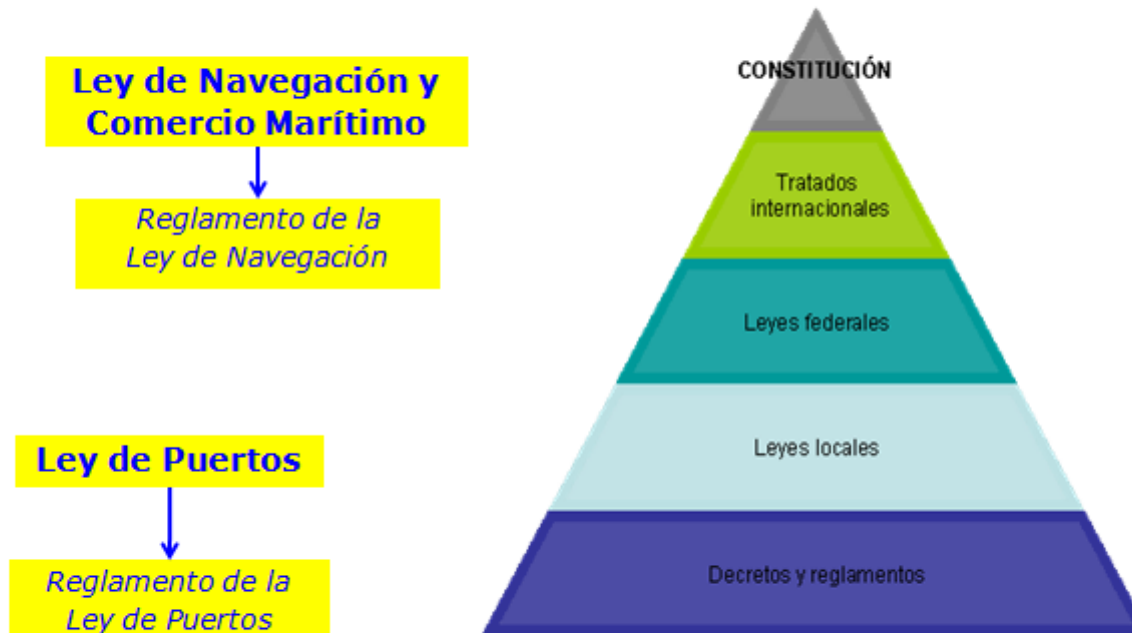 Ley de Navegación y
Comercio Marítimo
Reglamento de la
Ley de Navegación
Ley de Puertos
Reglamento de la
Ley de Puertos
CONSTITUCIÓN
Tratados
internacionales
Leyes federales
Leyes locales
Decretos y reglamentos